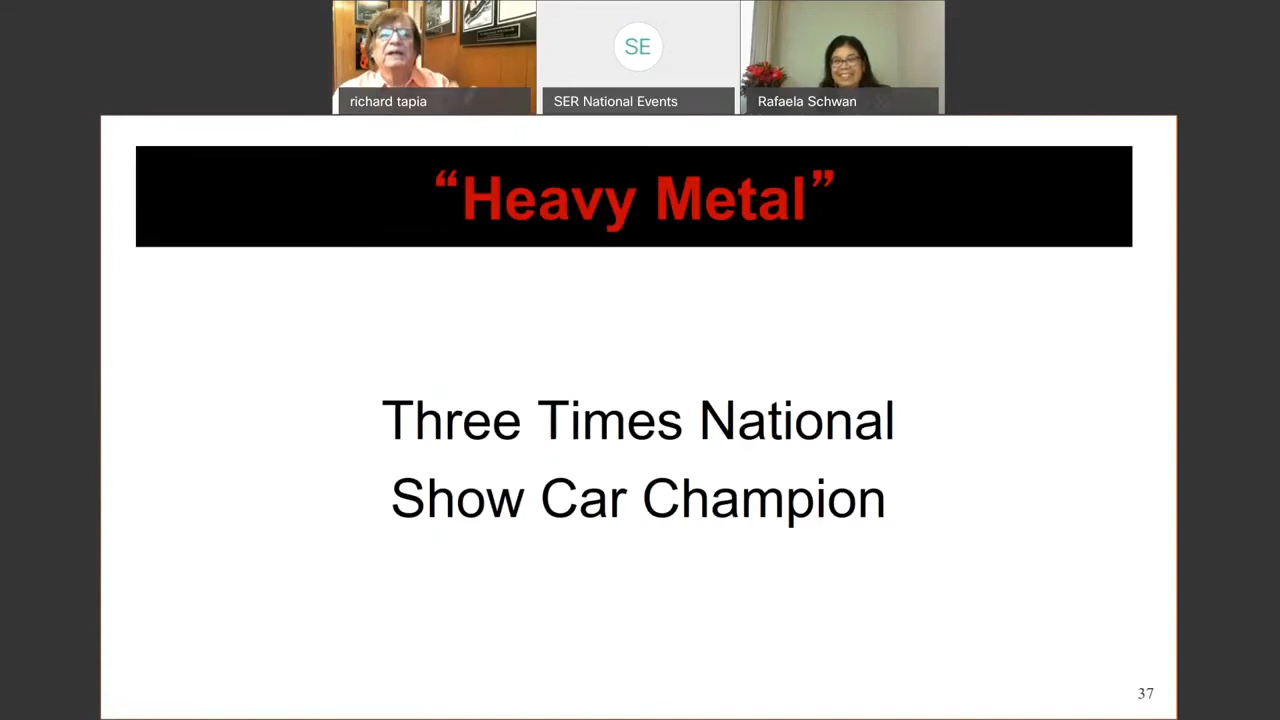 richard tapia
SE
SER National Events
Rafaela Schwan
“Heavy Metal”
Three Times National
Show Car Champion
37